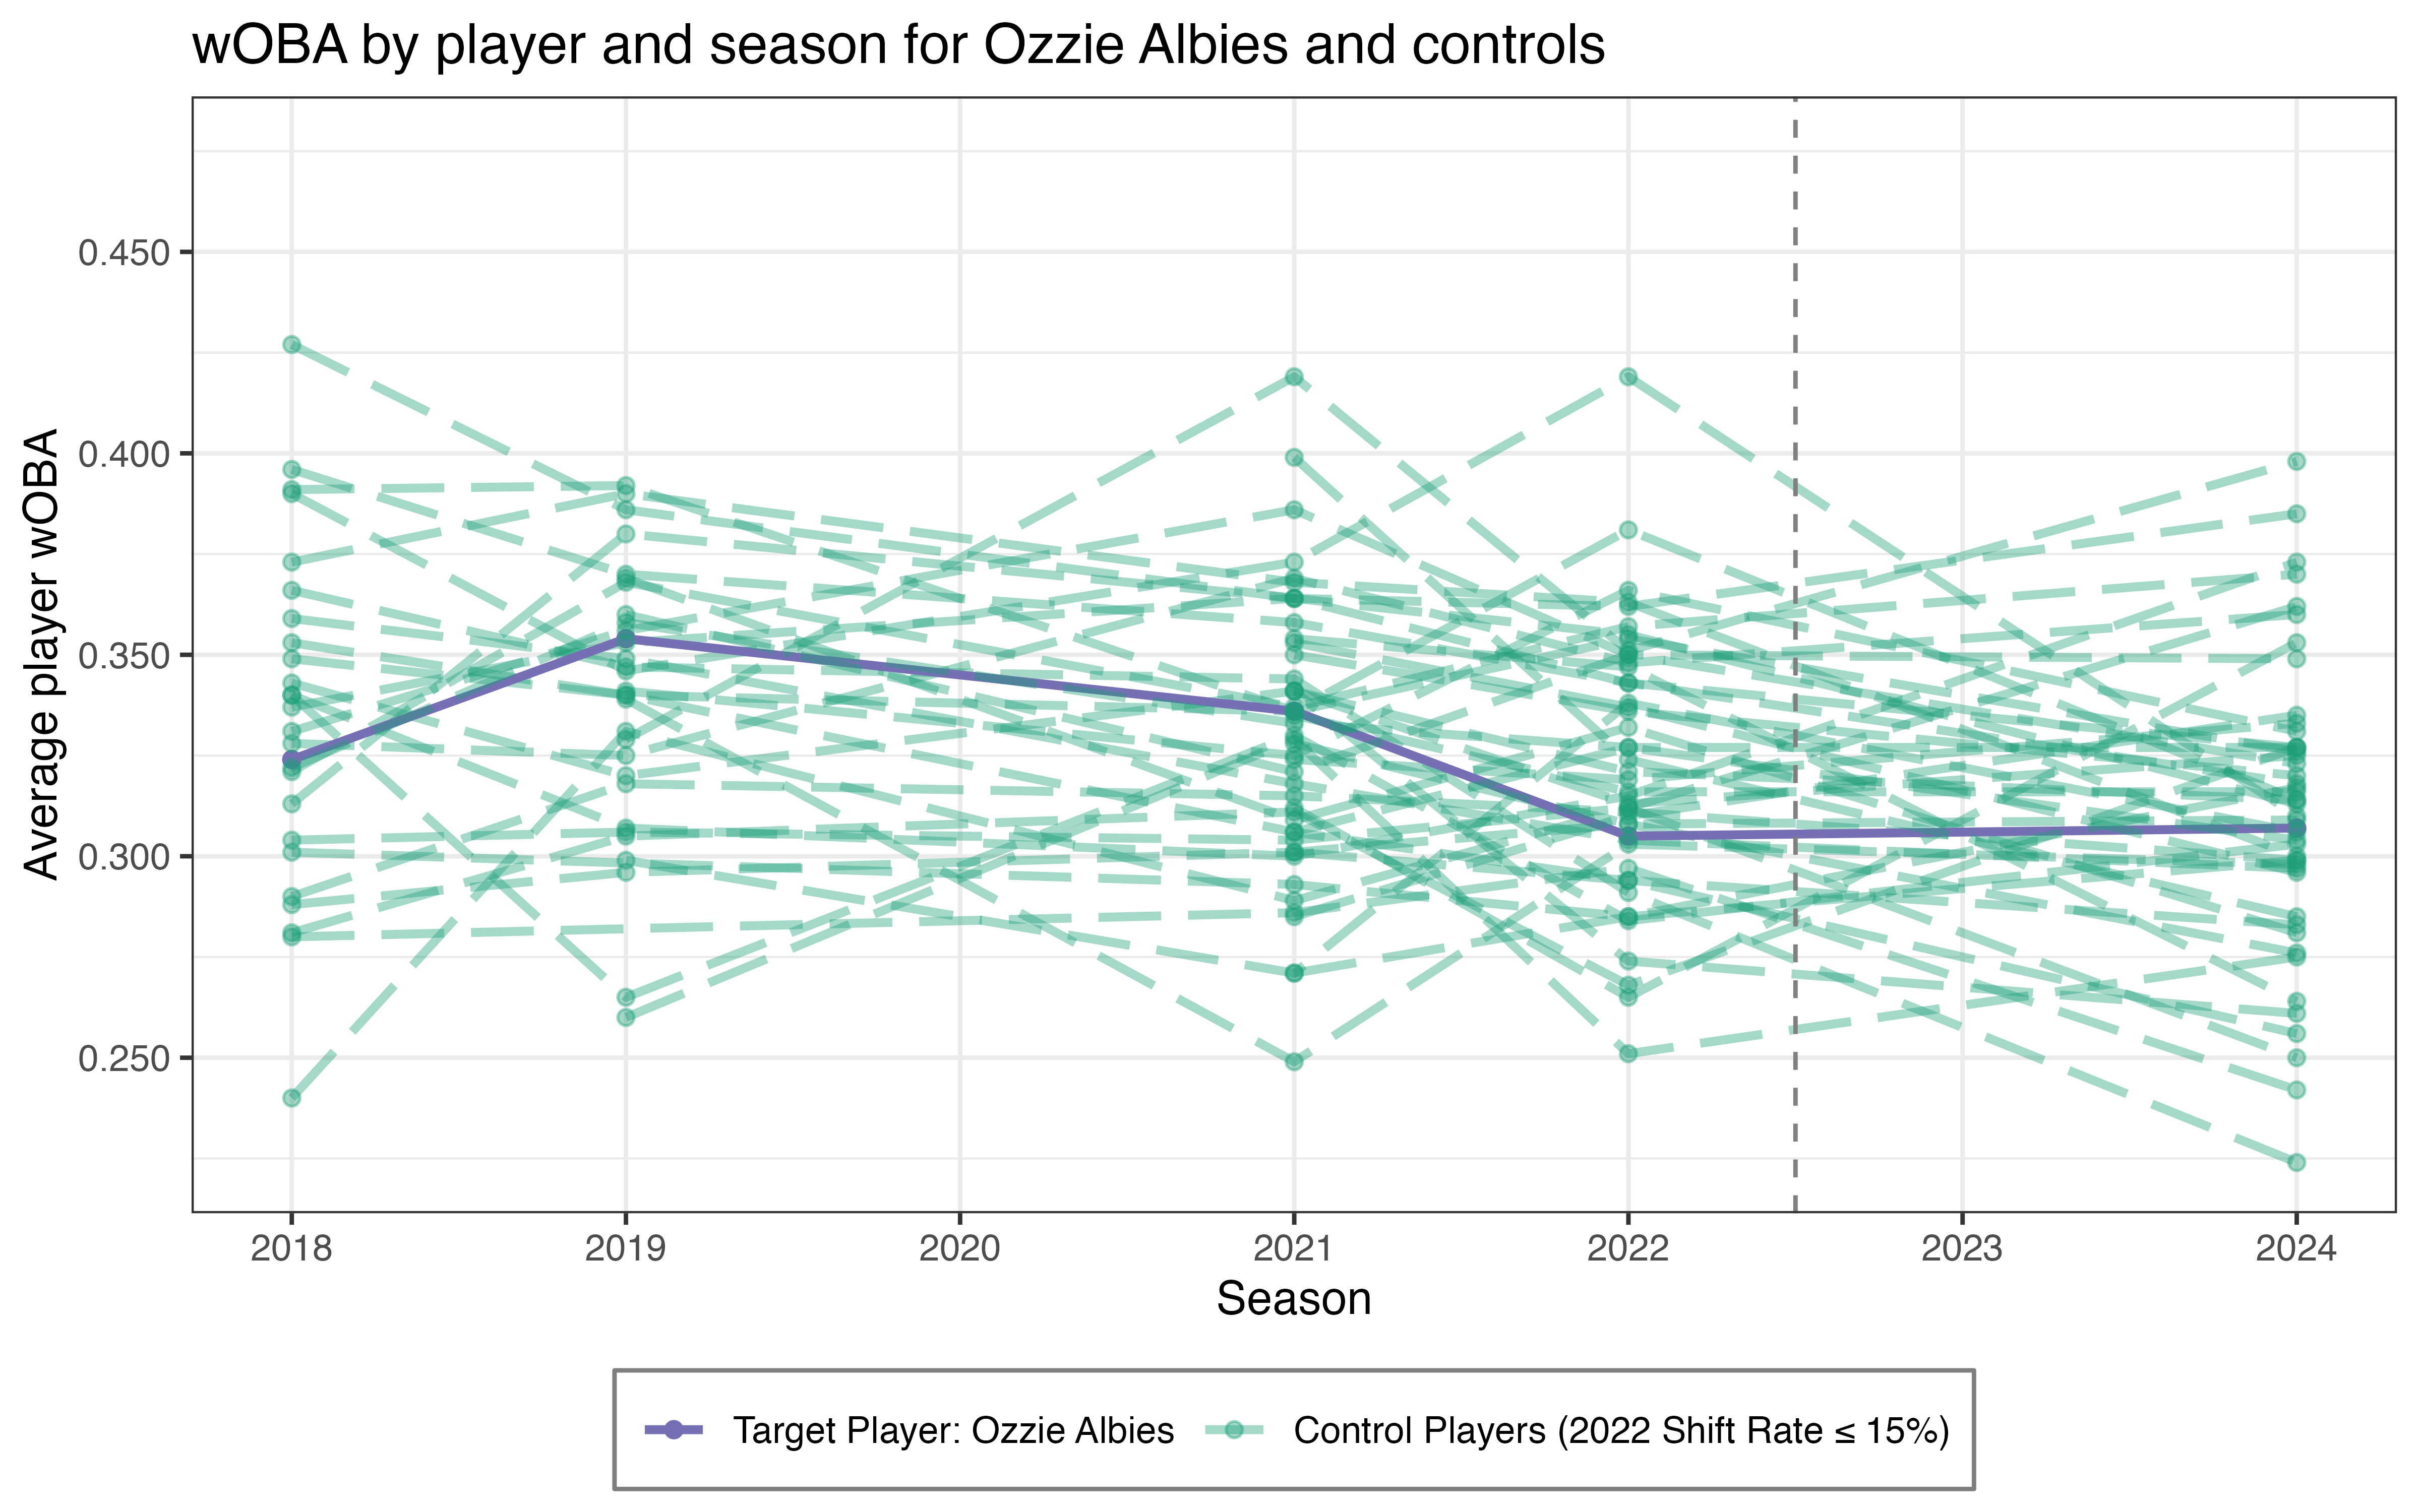 wOBA by player and season for Ozzie Albies and controls
Average player wOBA
0.450
0.400
0.350
0.300
0.250
2018 2019 2020 2021 2022 2023 2024
Season
Target Player: Ozzie Albies Control Players (2022 Shift Rate ≤ 15%)